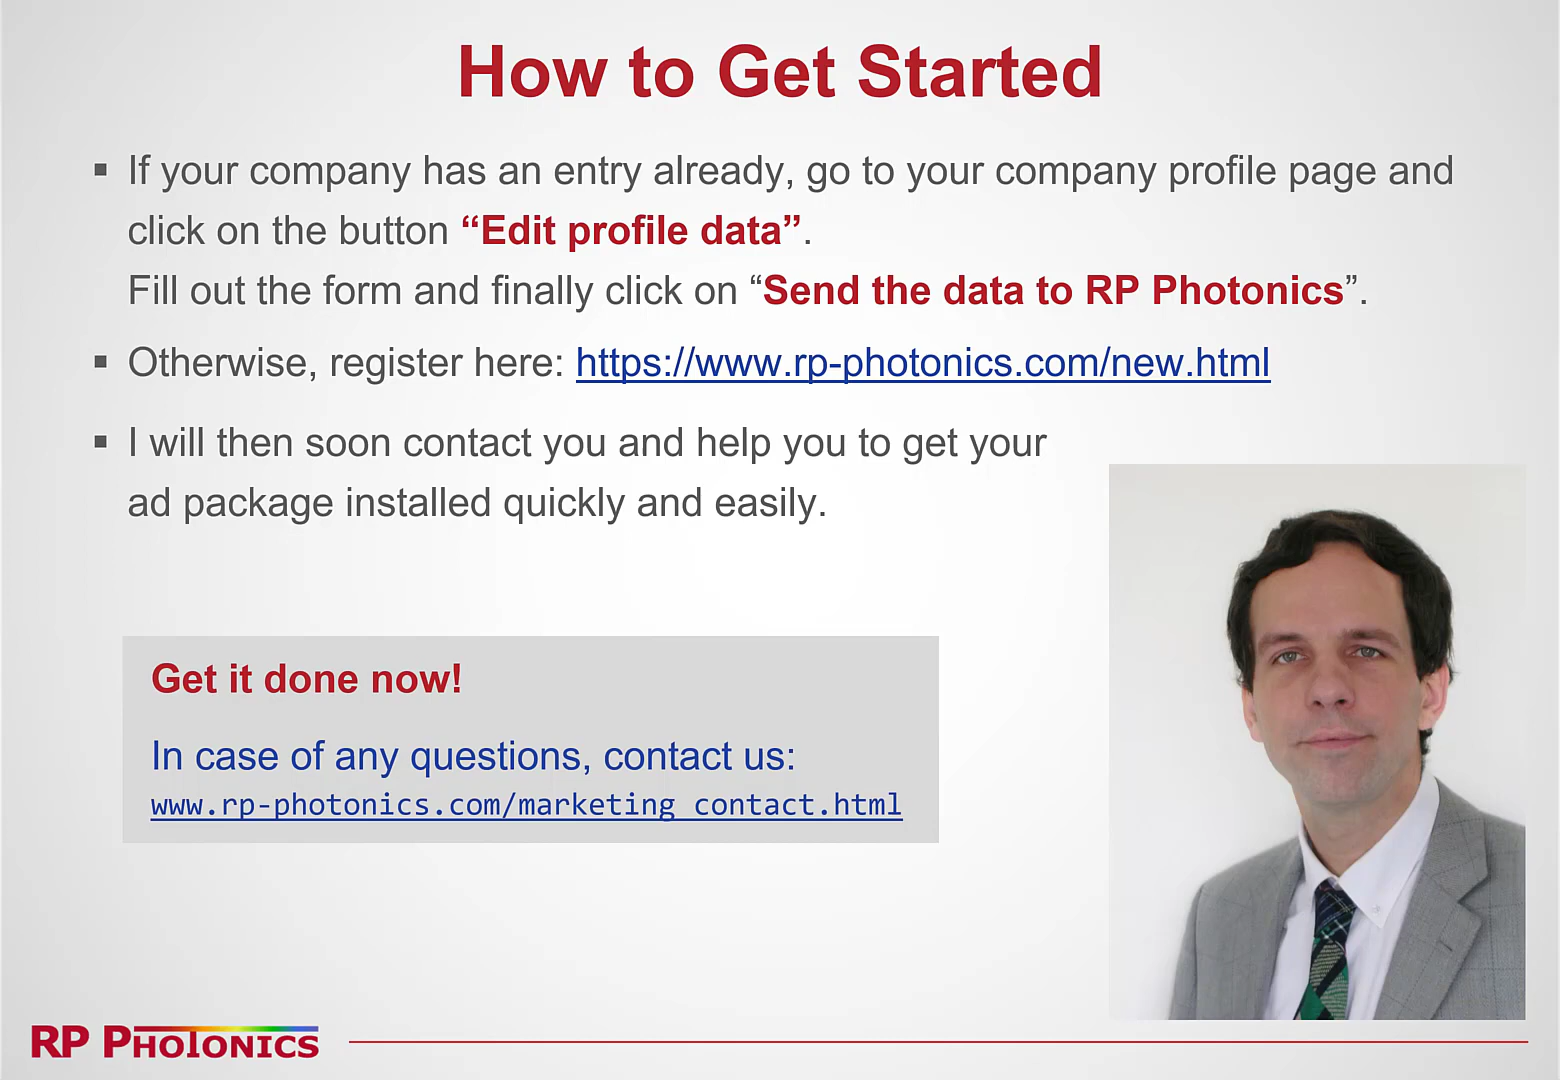 How to Get Started
▪ If your company has an entry already, go to your company profile page and
click on the button “Edit profile data”.
Fill out the form and finally click on “Send the data to RP Photonics”.
▪ Otherwise, register here: https://www.rp-photonics.com/new.html
▪ I will then soon contact you and help you to get your
ad package installed quickly and easily.
Get it done now!
In case of any questions, contact us:
www.rp-photonics.com/marketing_contact.html
RP PHOTONICS